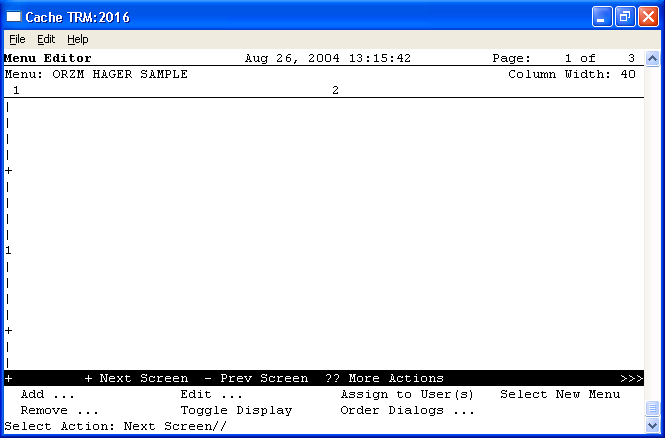 Cache TRM:2016
File Edit Help
Menu Editor Aug 26, 2004 13:15:42 Page: 1 of 3
Menu: ORZM HAGER SAMPLE Column Width: 40
1 2
|
|
|
|
+
|
|
|
|
1
|
|
|
|
+
|
|
+ + Next Screen - Prev Screen ?? More Actions >>>
Add ... Edit ... Assign to User(s) Select New Menu
Remove ... Toggle Display Order Dialogs ...
Select Action: Next Screen//